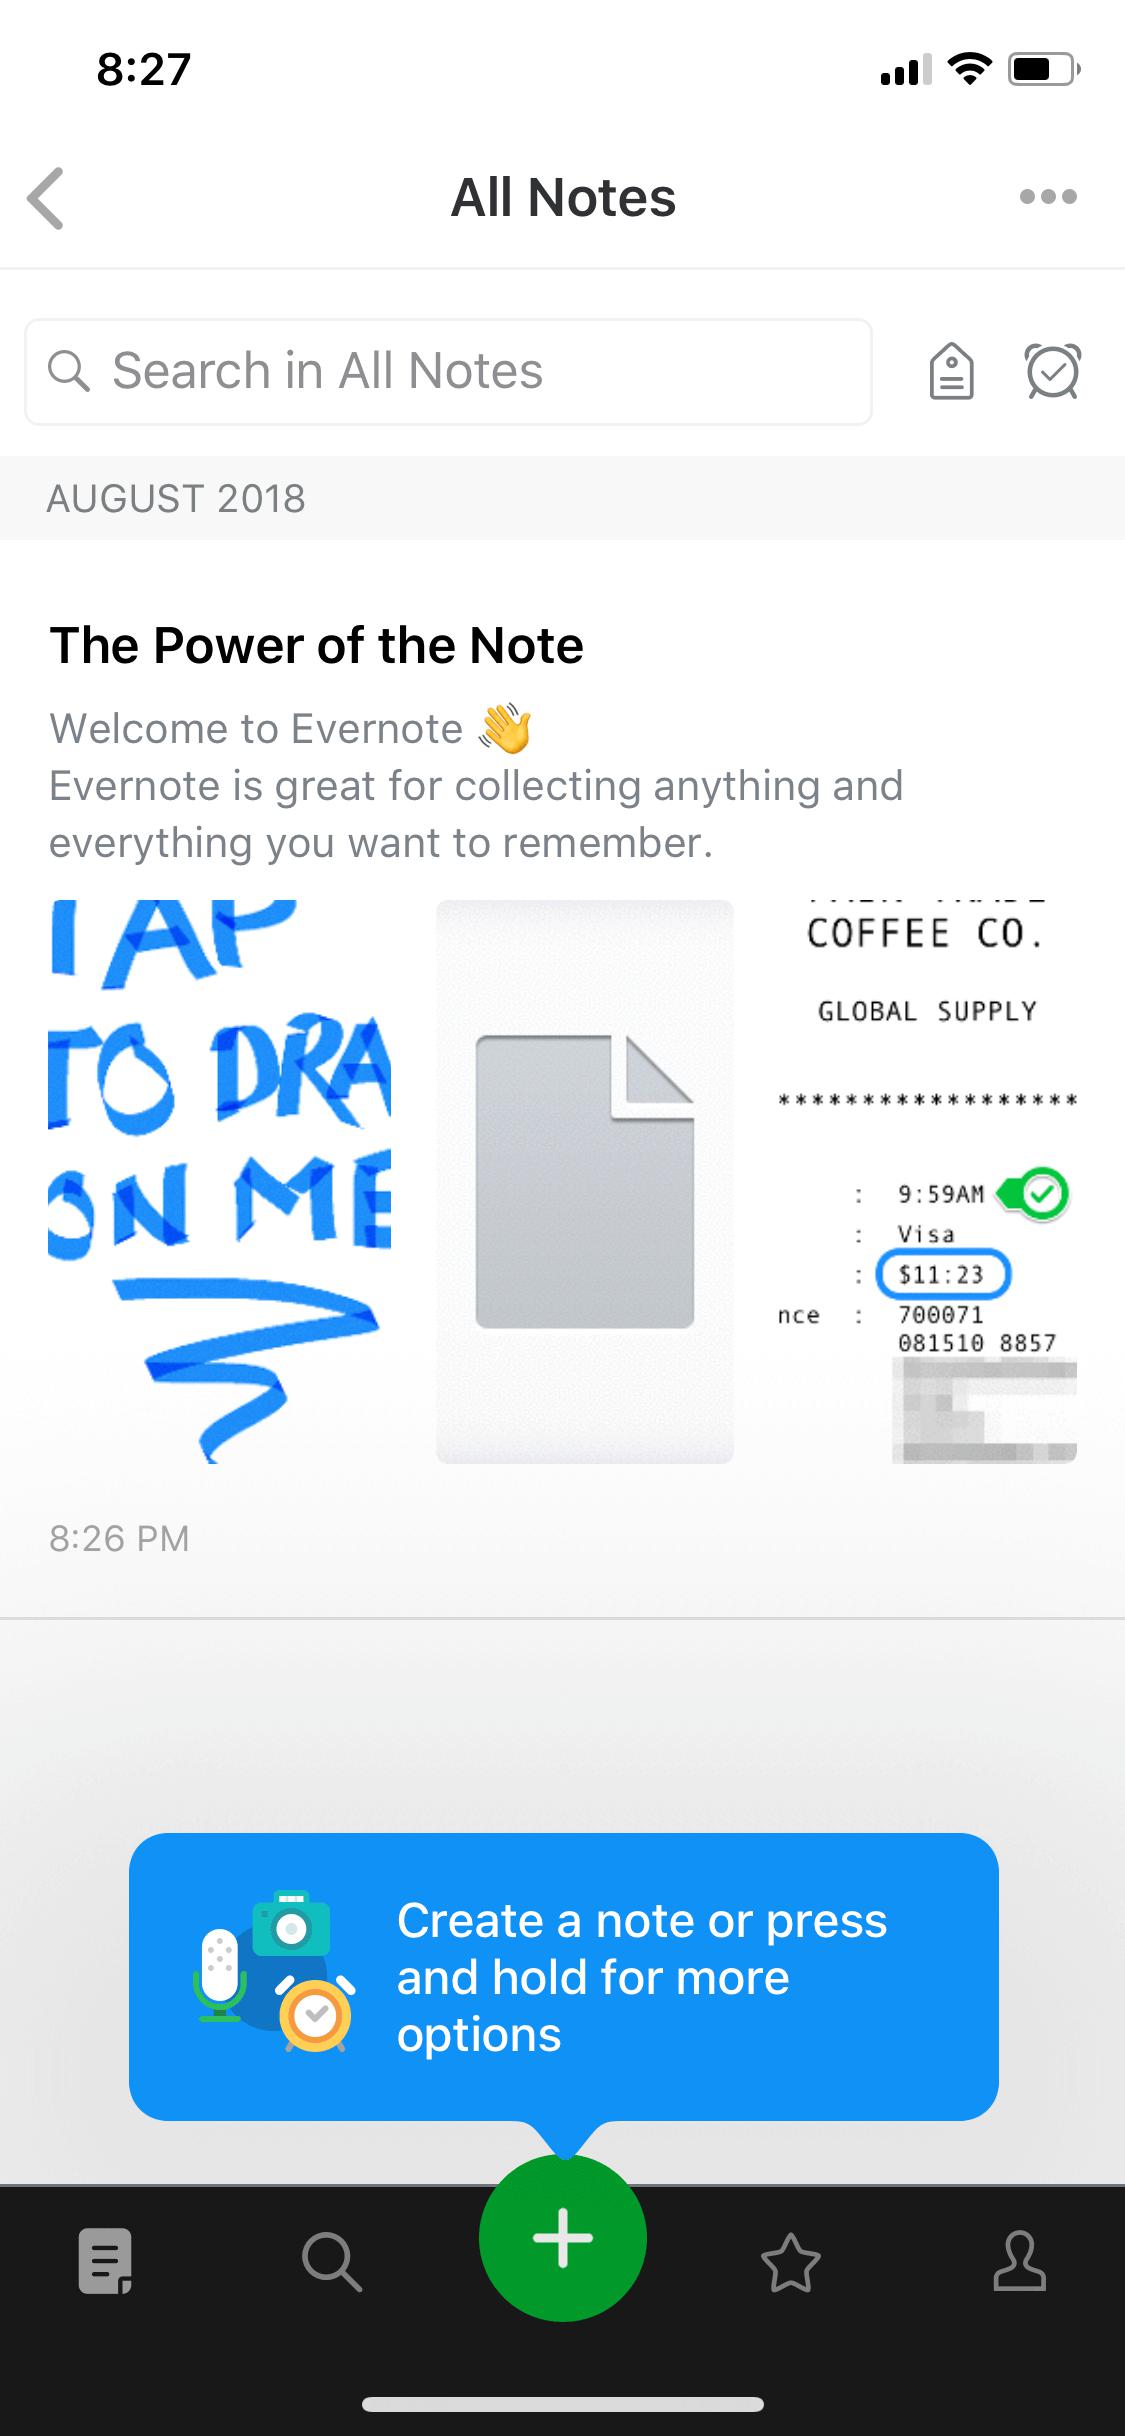 8:27
All Notes
Search in All Notes
AUGUST 2018
The Power of the Note
Welcome to Evernote 👋
Evernote is great for collecting anything and
everything you want to remember.
TAP
TO DRA
ON ME
COFFEE CO.
GLOBAL SUPPLY
******************
: 9:59AM
: Visa
: $11:23
nce : 700071
081510 8857
8:26 PM
Create a note or press
and hold for more
options